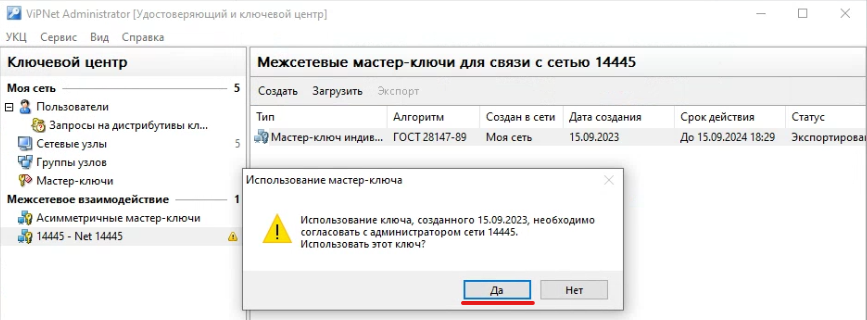 ViPNet Administrator [Удостоверяющий и ключевой центр]
УКЦ Сервис Вид Справка
Ключевой центр
Моя сеть 5
Пользователи
Запросы на дистрибутивы кл...
Сетевые узлы 5
Группы узлов
Мастер-ключи
Межсетевое взаимодействие 1
Асимметричные мастер-ключи
14445 - Net 14445
Межсетевые мастер-ключи для связи с сетью 14445
Создать Загрузить Экспорт
Тип Алгоритм Создан в сети Дата создания Срок действия Статус
Мастер-ключ индив... ГОСТ 28147-89 Моя сеть 15.09.2023 До 15.09.2024 18:29 Экспортирова
Использование мастер-ключа
Использование ключа, созданного 15.09.2023, необходимо
согласовать с администратором сети 14445.
Использовать этот ключ?
Да Нет